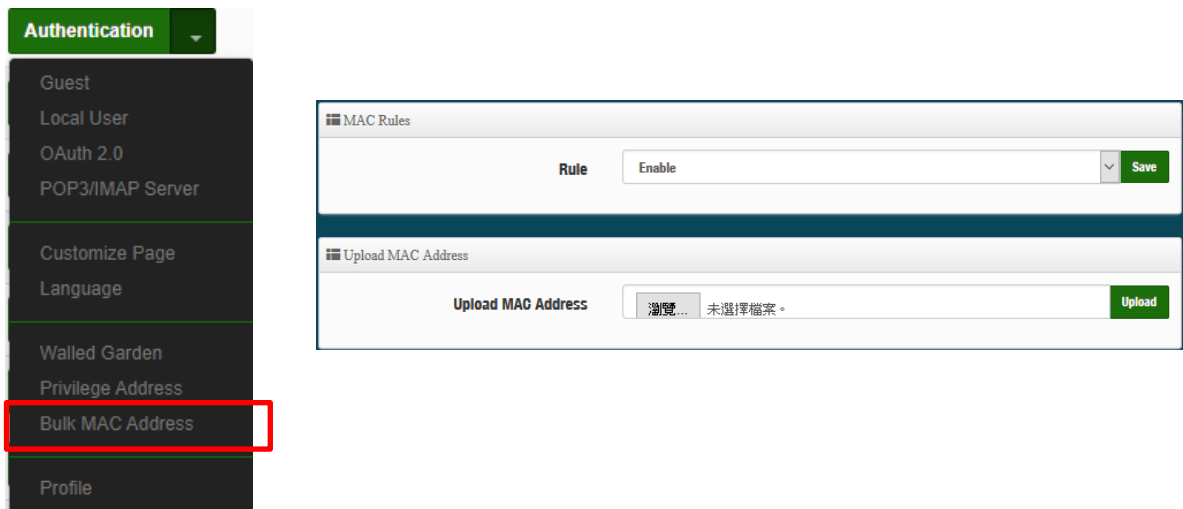 Authentication
Guest
Local User
OAuth 2.0
POP3/IMAP Server
Customize Page
Language
Walled Garden
Privilege Address
Bulk MAC Address
Profile
MAC Rules
Rule Enable Save
Upload MAC Address
Upload MAC Address 瀏覽... 未選擇檔案。 Upload